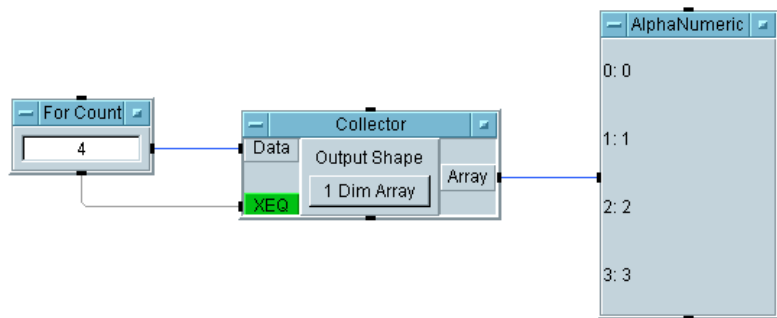 For Count
4
Collector
Data
Output Shape
1 Dim Array
Array
XEQ
AlphaNumeric
0: 0
1: 1
2: 2
3: 3